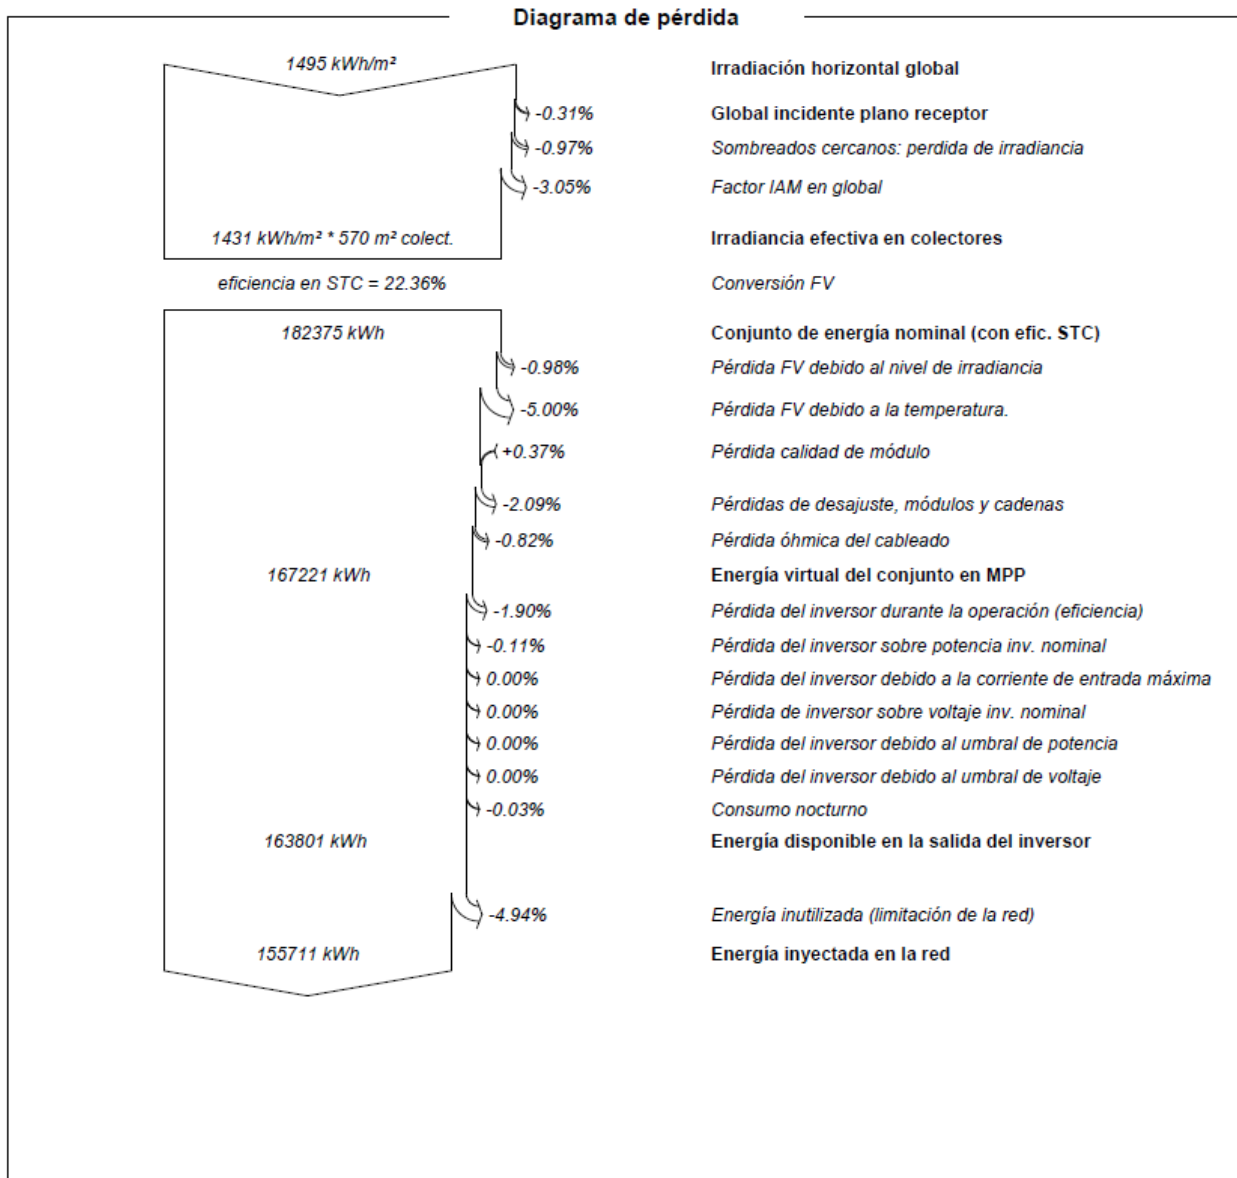 Diagrama de pérdida
1495 kWh/m² Irradiación horizontal global
-0.31% Global incidente plano receptor
-0.97% Sombreados cercanos: perdida de irradiancia
-3.05% Factor IAM en global
1431 kWh/m² * 570 m² colect. Irradiancia efectiva en colectores
eficiencia en STC = 22.36% Conversión FV
182375 kWh Conjunto de energía nominal (con efic. STC)
-0.98% Pérdida FV debido al nivel de irradiancia
-5.00% Pérdida FV debido a la temperatura.
+0.37% Pérdida calidad de módulo
-2.09% Pérdidas de desajuste, módulos y cadenas
-0.82% Pérdida óhmica del cableado
167221 kWh Energía virtual del conjunto en MPP
-1.90% Pérdida del inversor durante la operación (eficiencia)
-0.11% Pérdida del inversor sobre potencia inv. nominal
0.00% Pérdida del inversor debido a la corriente de entrada máxima
0.00% Pérdida de inversor sobre voltaje inv. nominal
0.00% Pérdida del inversor debido al umbral de potencia
0.00% Pérdida del inversor debido al umbral de voltaje
-0.03% Consumo nocturno
163801 kWh Energía disponible en la salida del inversor
-4.94% Energía inutilizada (limitación de la red)
155711 kWh Energía inyectada en la red